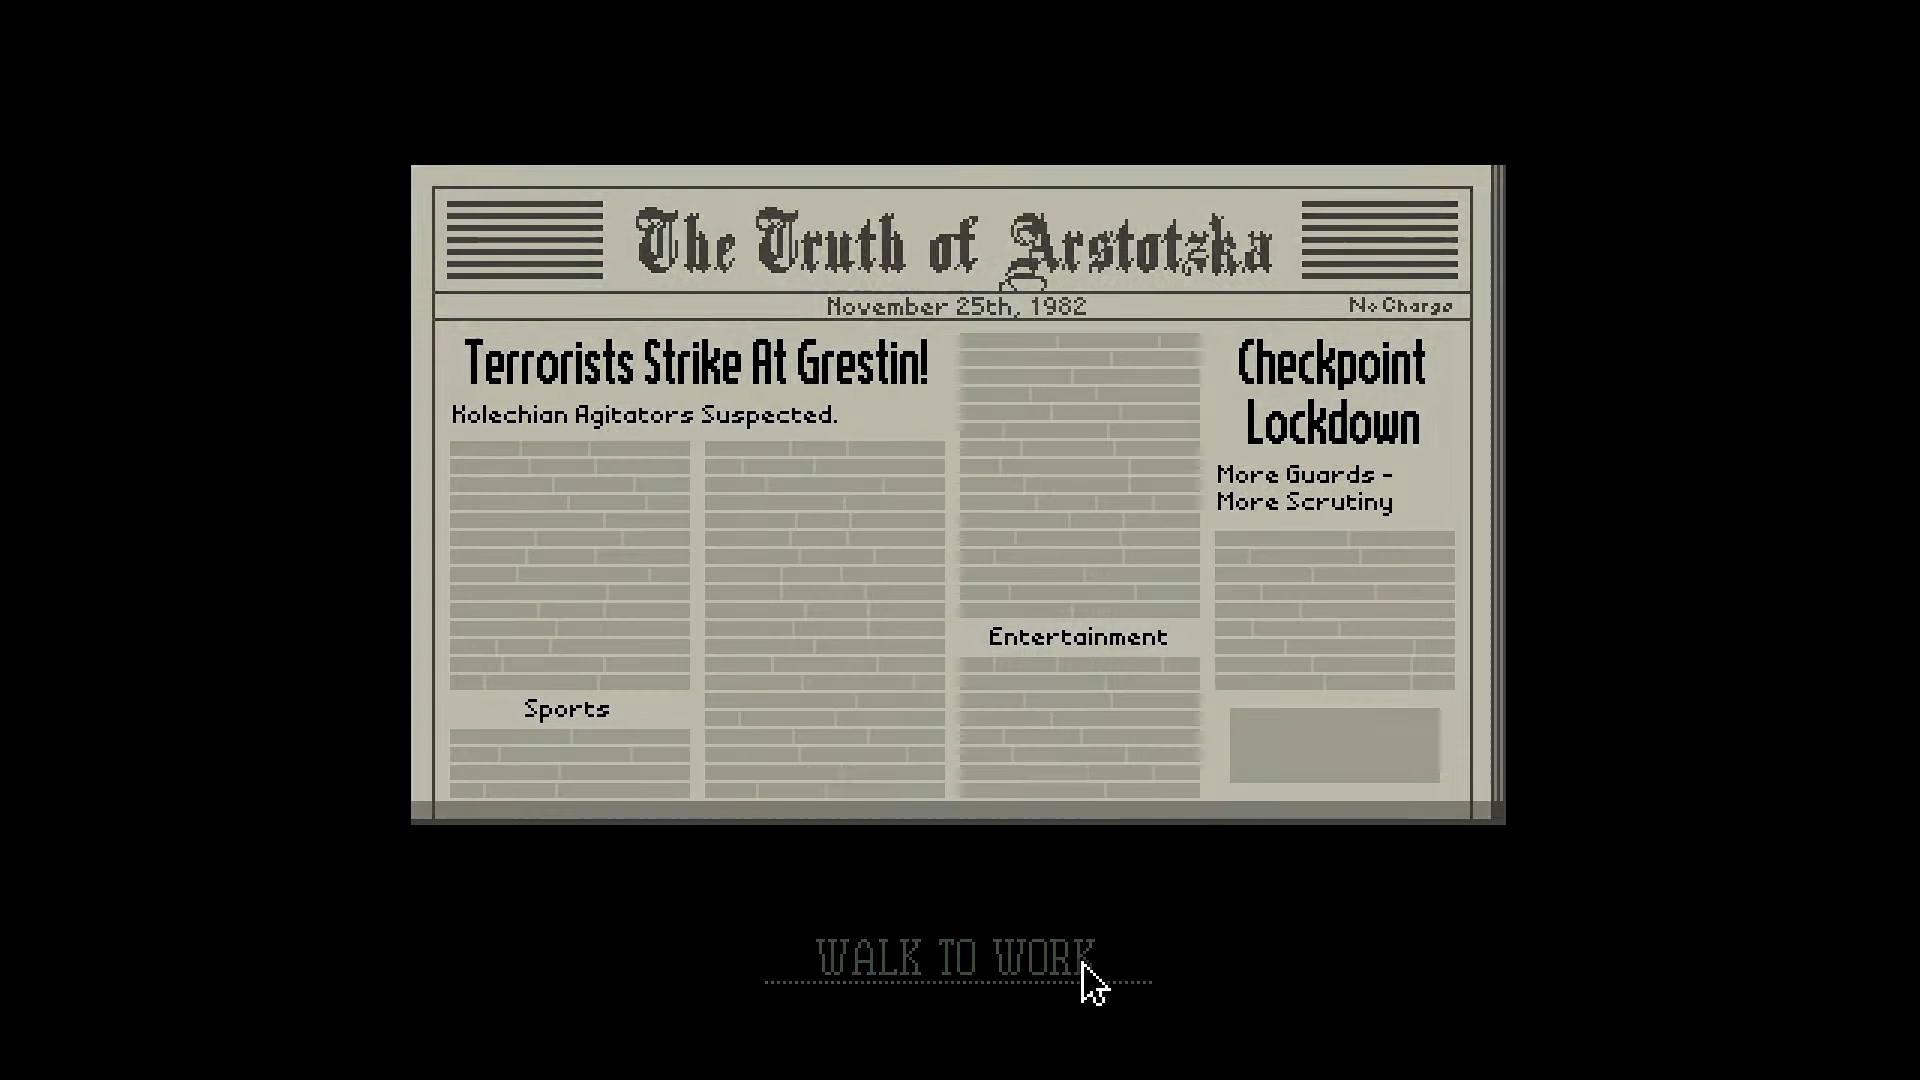 The Truth of Arstotzka
November 25th, 1982
No Charge
Terrorists Strike At Grestin!
Kolechian Agitators Suspected.
Checkpoint
Lockdown
More Guards -
More Scrutiny
Entertainment
Sports
WALK TO WORK